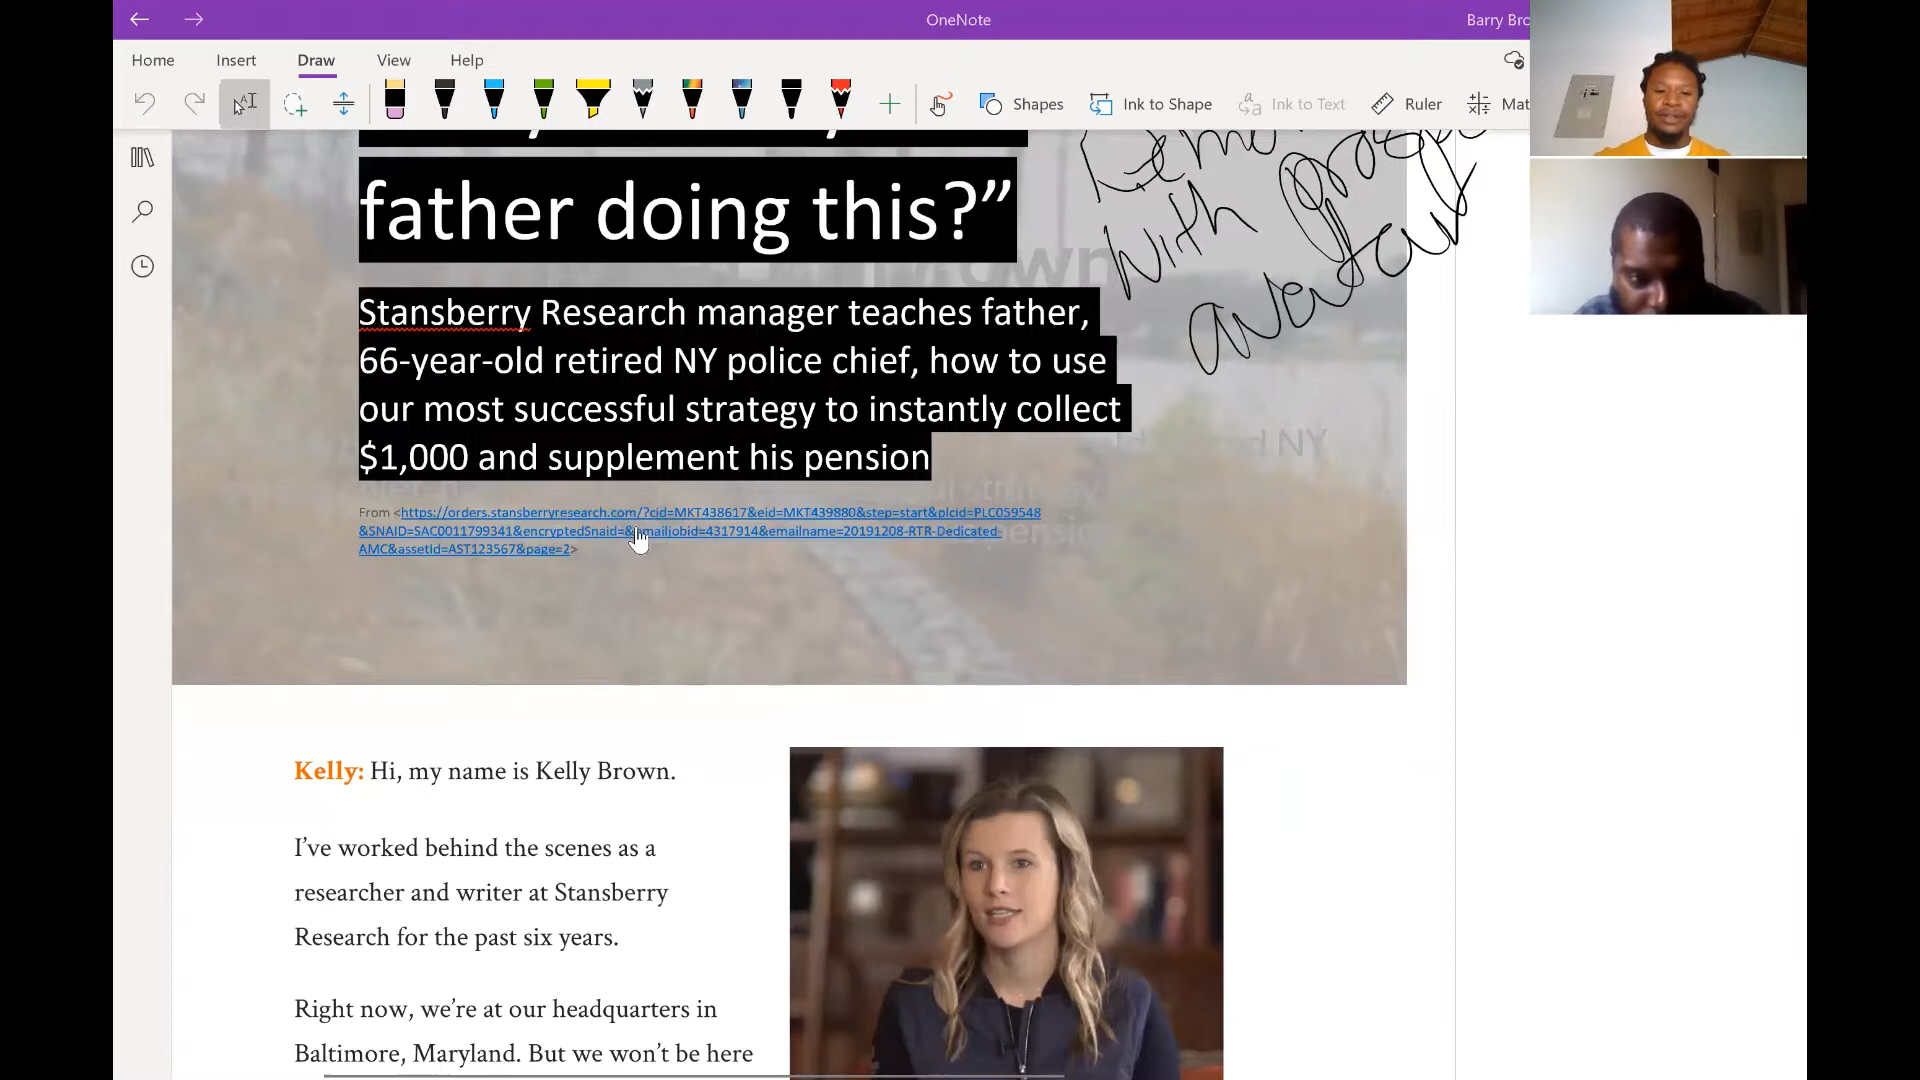 OneNote
Barry Bro
Home Insert Draw View Help
Shapes Ink to Shape Ink to Text Ruler Mat
father doing this?”
With
avatar
Stansberry Research manager teaches father,
66-year-old retired NY police chief, how to use
our most successful strategy to instantly collect
$1,000 and supplement his pension
From <https://orders.stansberryresearch.com/?cid=MKT438617&eid=MKT439880&step=start&plcid=PLC059548
&SNAID=SAC0011799341&encryptedSnaid=&emailjobid=4317914&emailname=20191208-RTR-Dedicated-
AMC&assetId=AST123567&page=2>
Kelly: Hi, my name is Kelly Brown.
I’ve worked behind the scenes as a
researcher and writer at Stansberry
Research for the past six years.
Right now, we’re at our headquarters in
Baltimore, Maryland. But we won’t be here